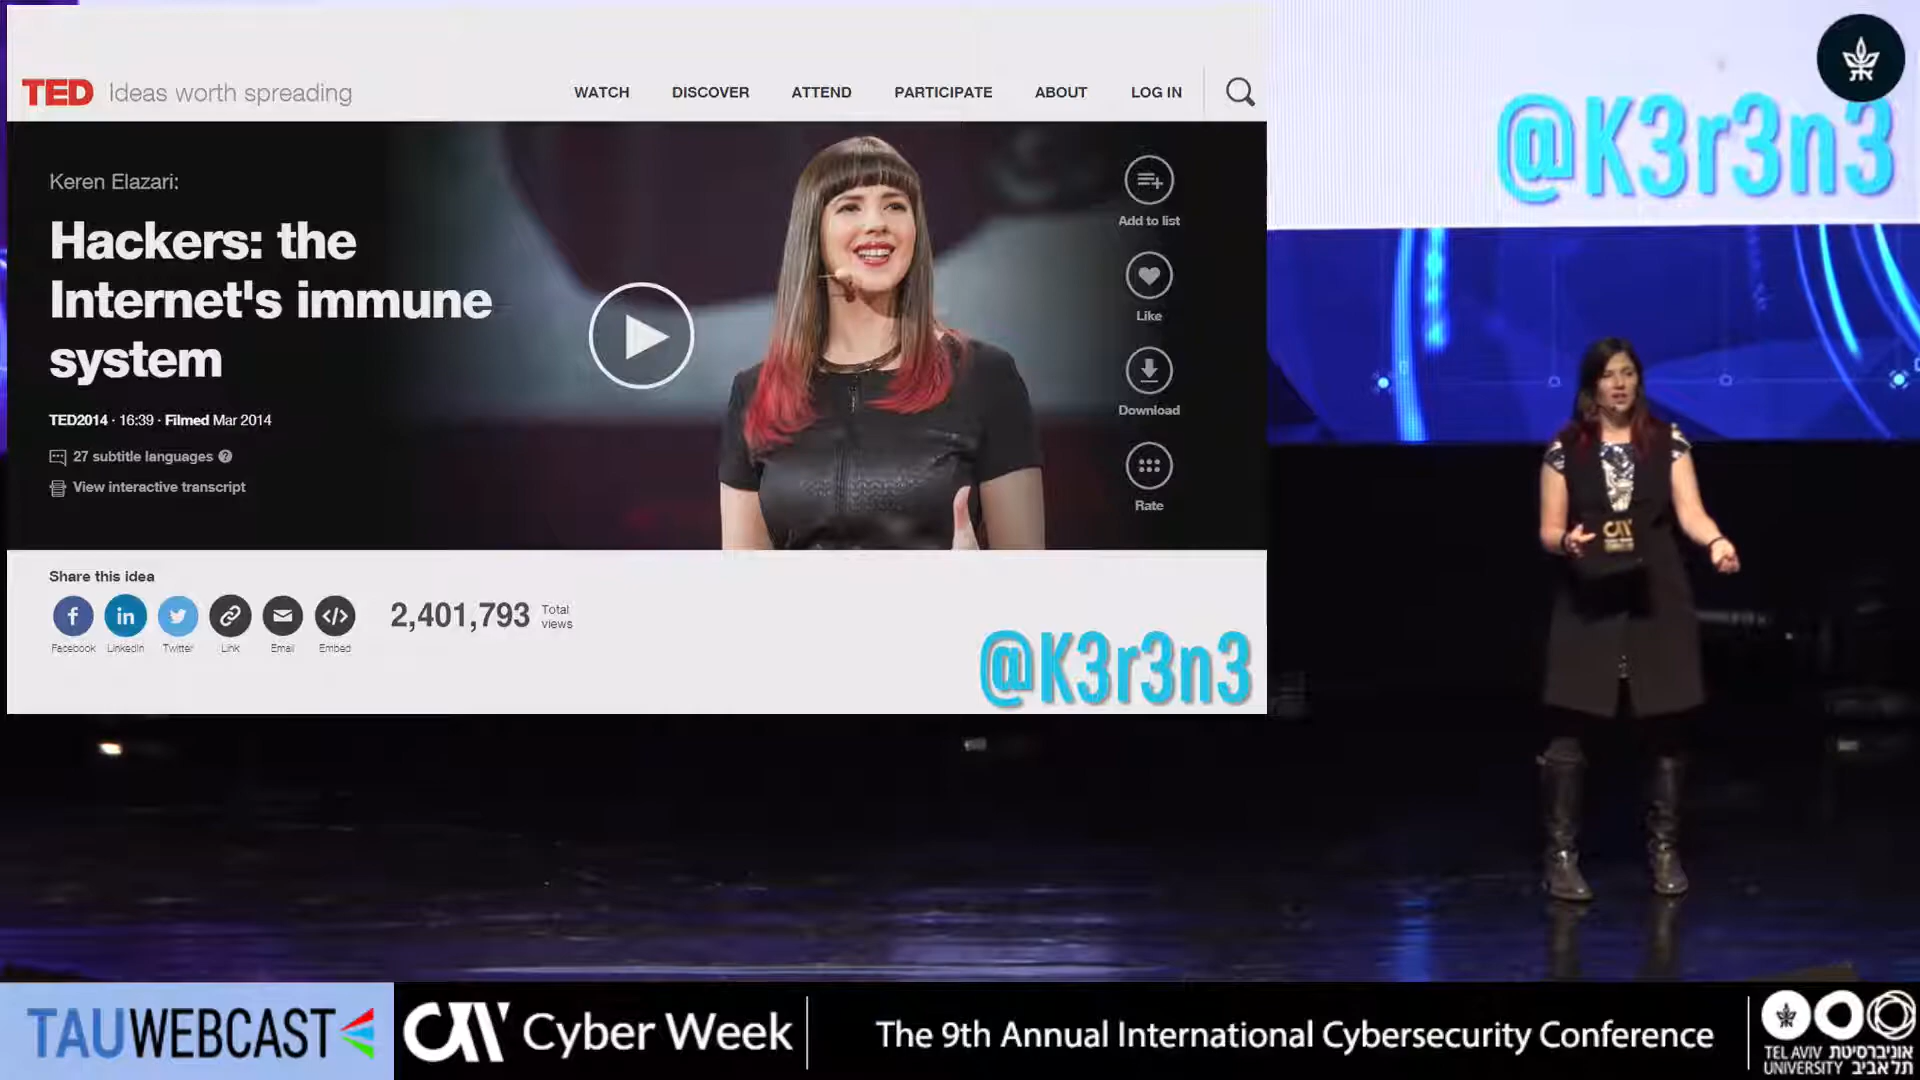 TED Ideas worth spreading
WATCH DISCOVER ATTEND PARTICIPATE ABOUT LOG IN
@K3r3n3
Keren Elazari:
Hackers: the
Internet's immune
system
TED2014 · 16:39 · Filmed Mar 2014
27 subtitle languages ?
View interactive transcript
Add to list
Like
Download
Rate
Share this idea
f in
Facebook LinkedIn Twitter Link Email Embed
2,401,793 Total
views
@K3r3n3
TAUWEBCAST
Cyber Week
The 9th Annual International Cybersecurity Conference
TEL AVIV
UNIVERSITY
אוניברסיטת
תל אביב